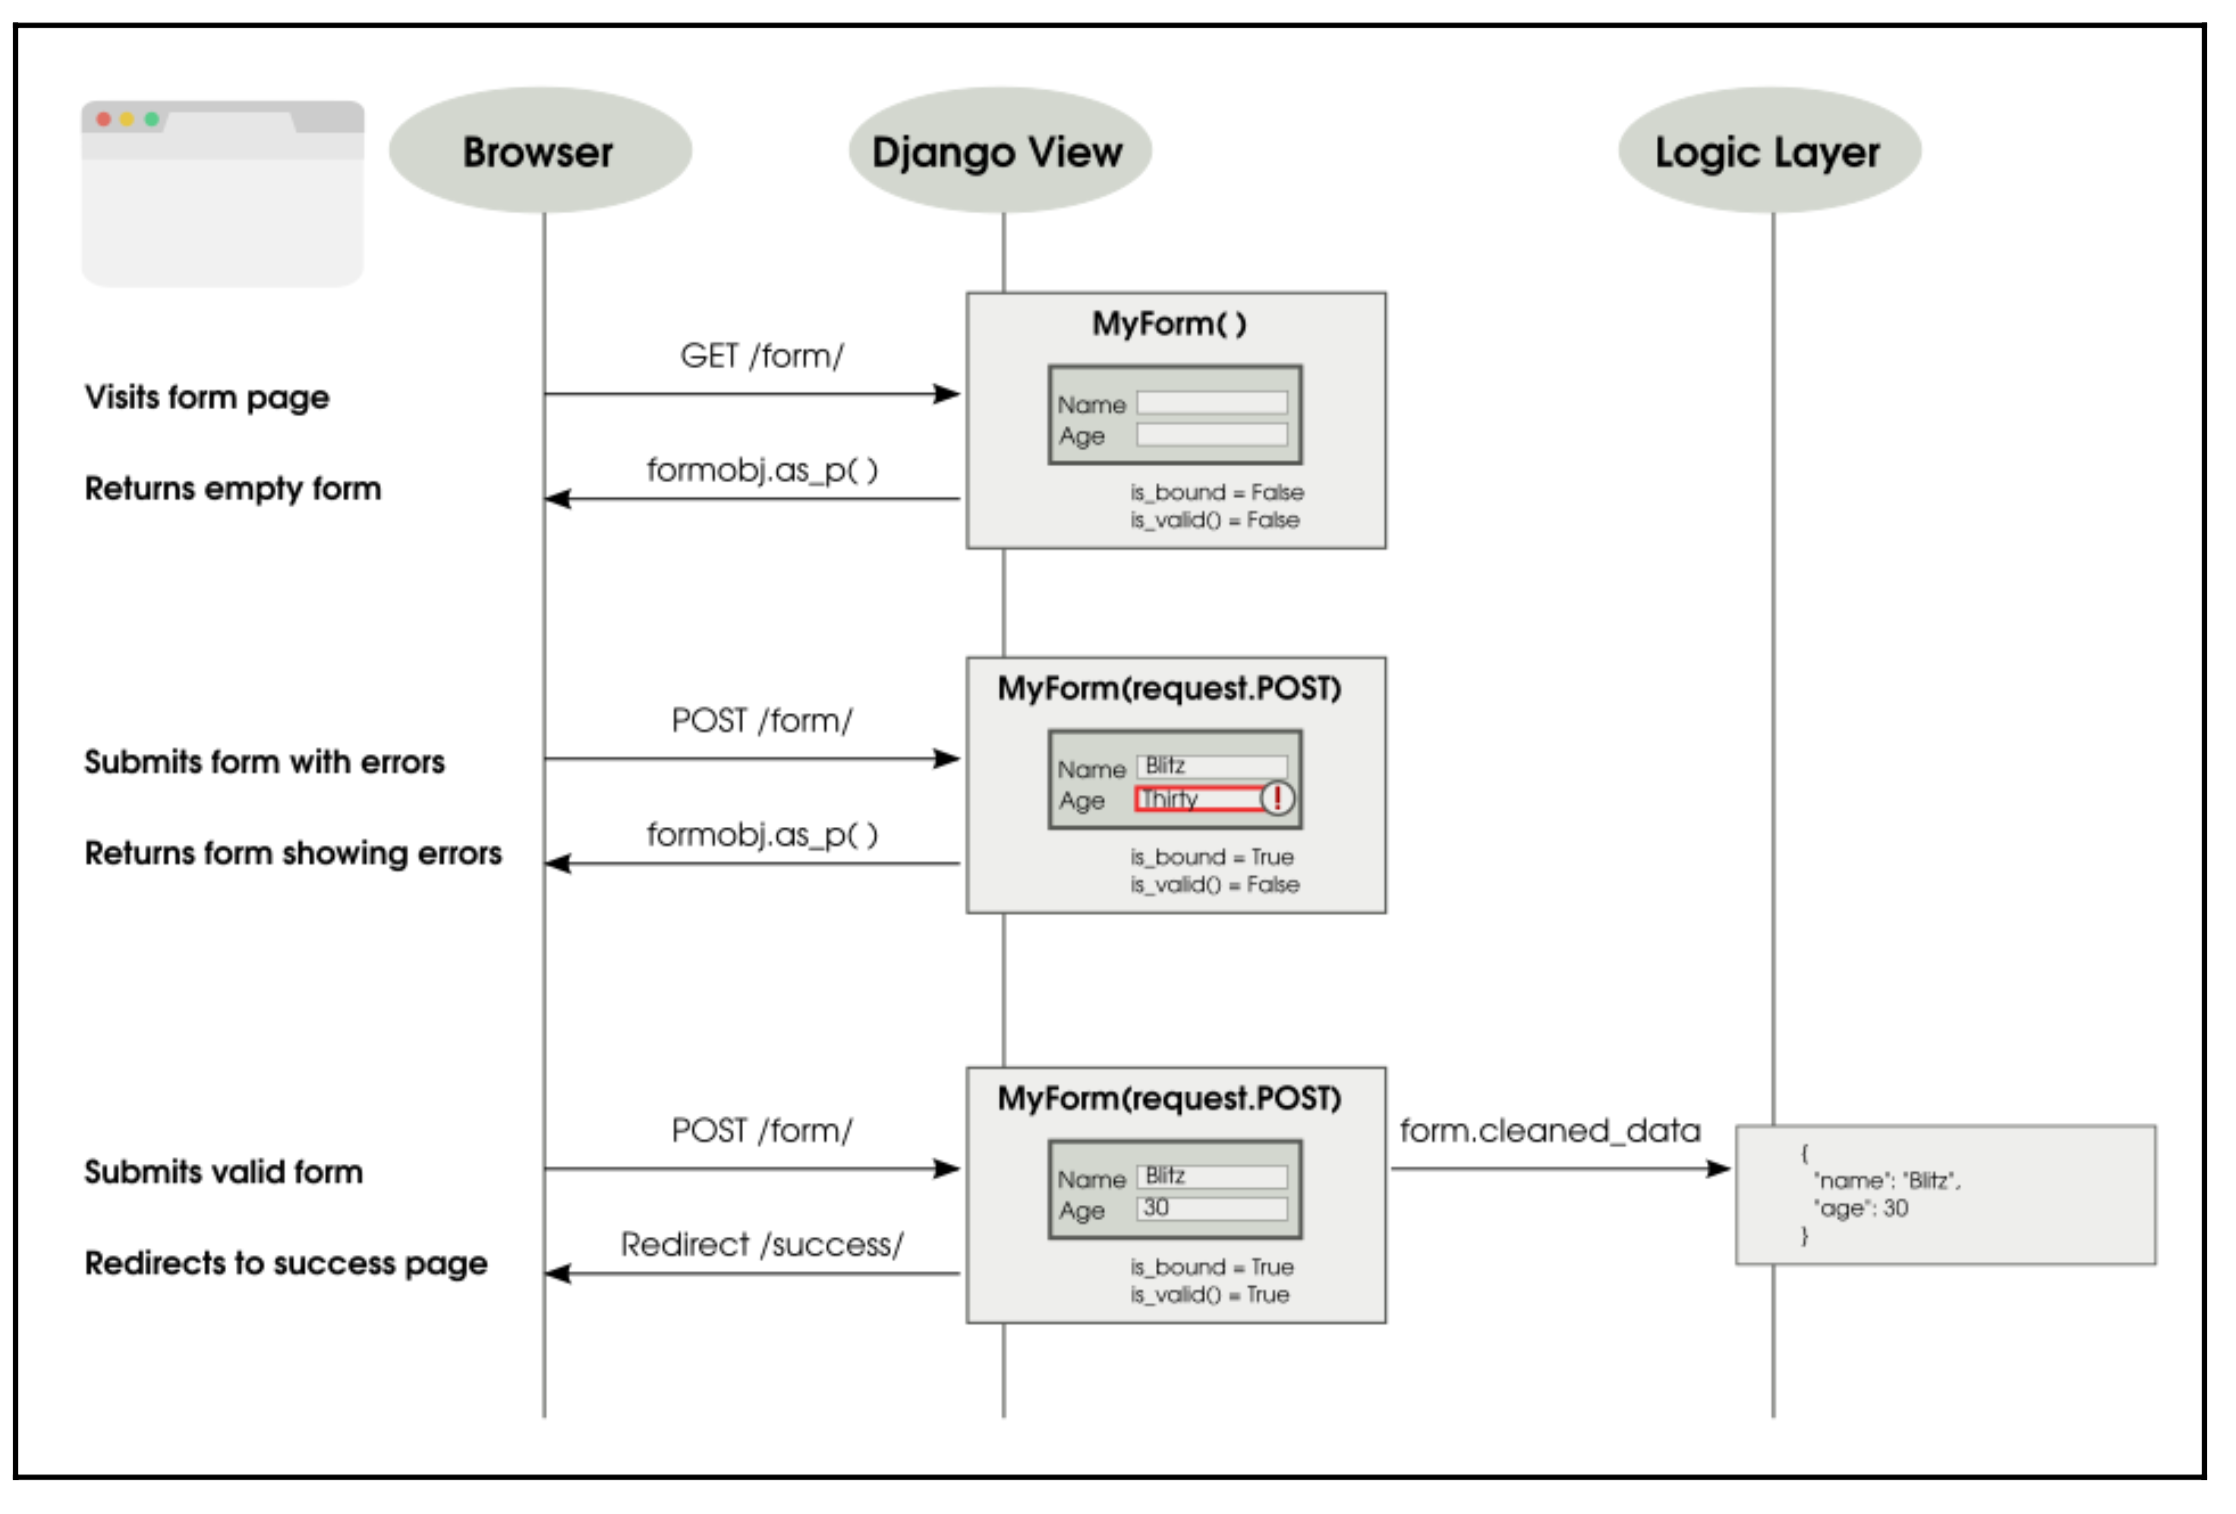 Browser
Django View
Logic Layer
MyForm( )
GET /form/
Visits form page
Name
Age
formobj.as_p( )
Returns empty form
is_bound = False
is_valid() = False
MyForm(request.POST)
POST /form/
Submits form with errors
Name Blitz
Age Thirty !
formobj.as_p( )
Returns form showing errors
is_bound = True
is_valid() = False
MyForm(request.POST)
POST /form/
form.cleaned_data
Submits valid form
Name Blitz
Age 30
{
"name": "Blitz",
"age": 30
}
Redirect /success/
Redirects to success page
is_bound = True
is_valid() = True